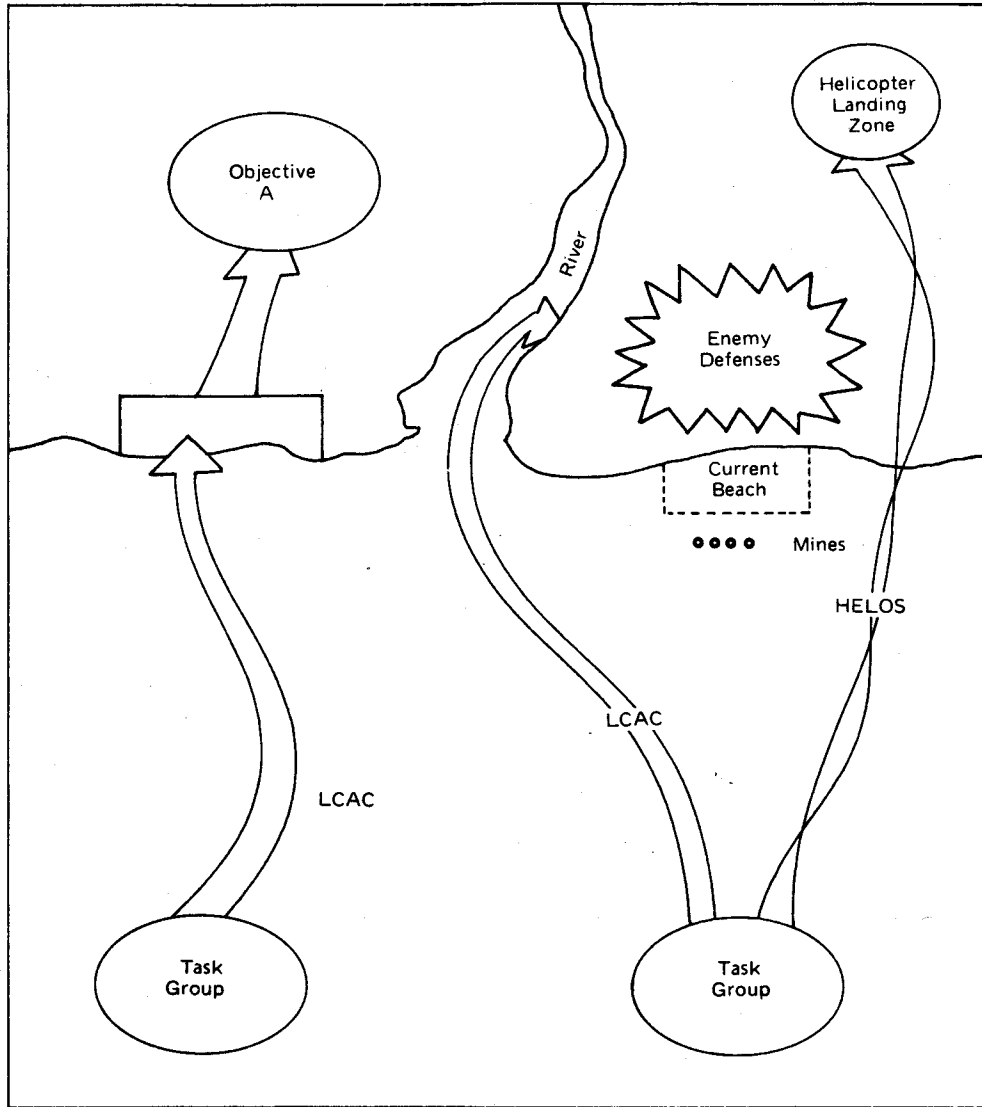 Helicopter
Landing
Zone
Objective
A
River
Enemy
Defenses
Current
Beach
Mines
HELOS
LCAC
LCAC
Task
Group
Task
Group